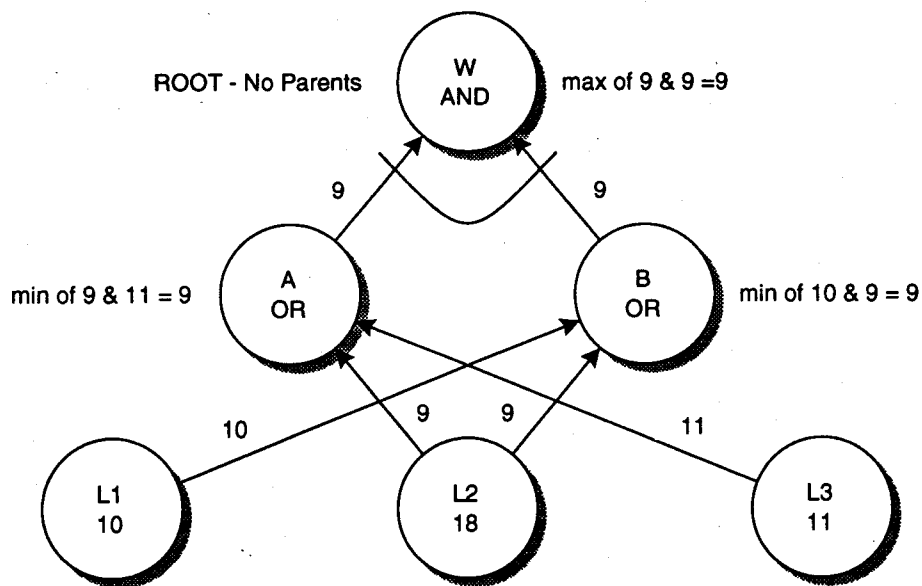 W
AND
ROOT - No Parents
max of 9 & 9 =9
9
9
A
OR
B
OR
min of 9 & 11 = 9
min of 10 & 9 = 9
10
9
9
11
L1
10
L2
18
L3
11